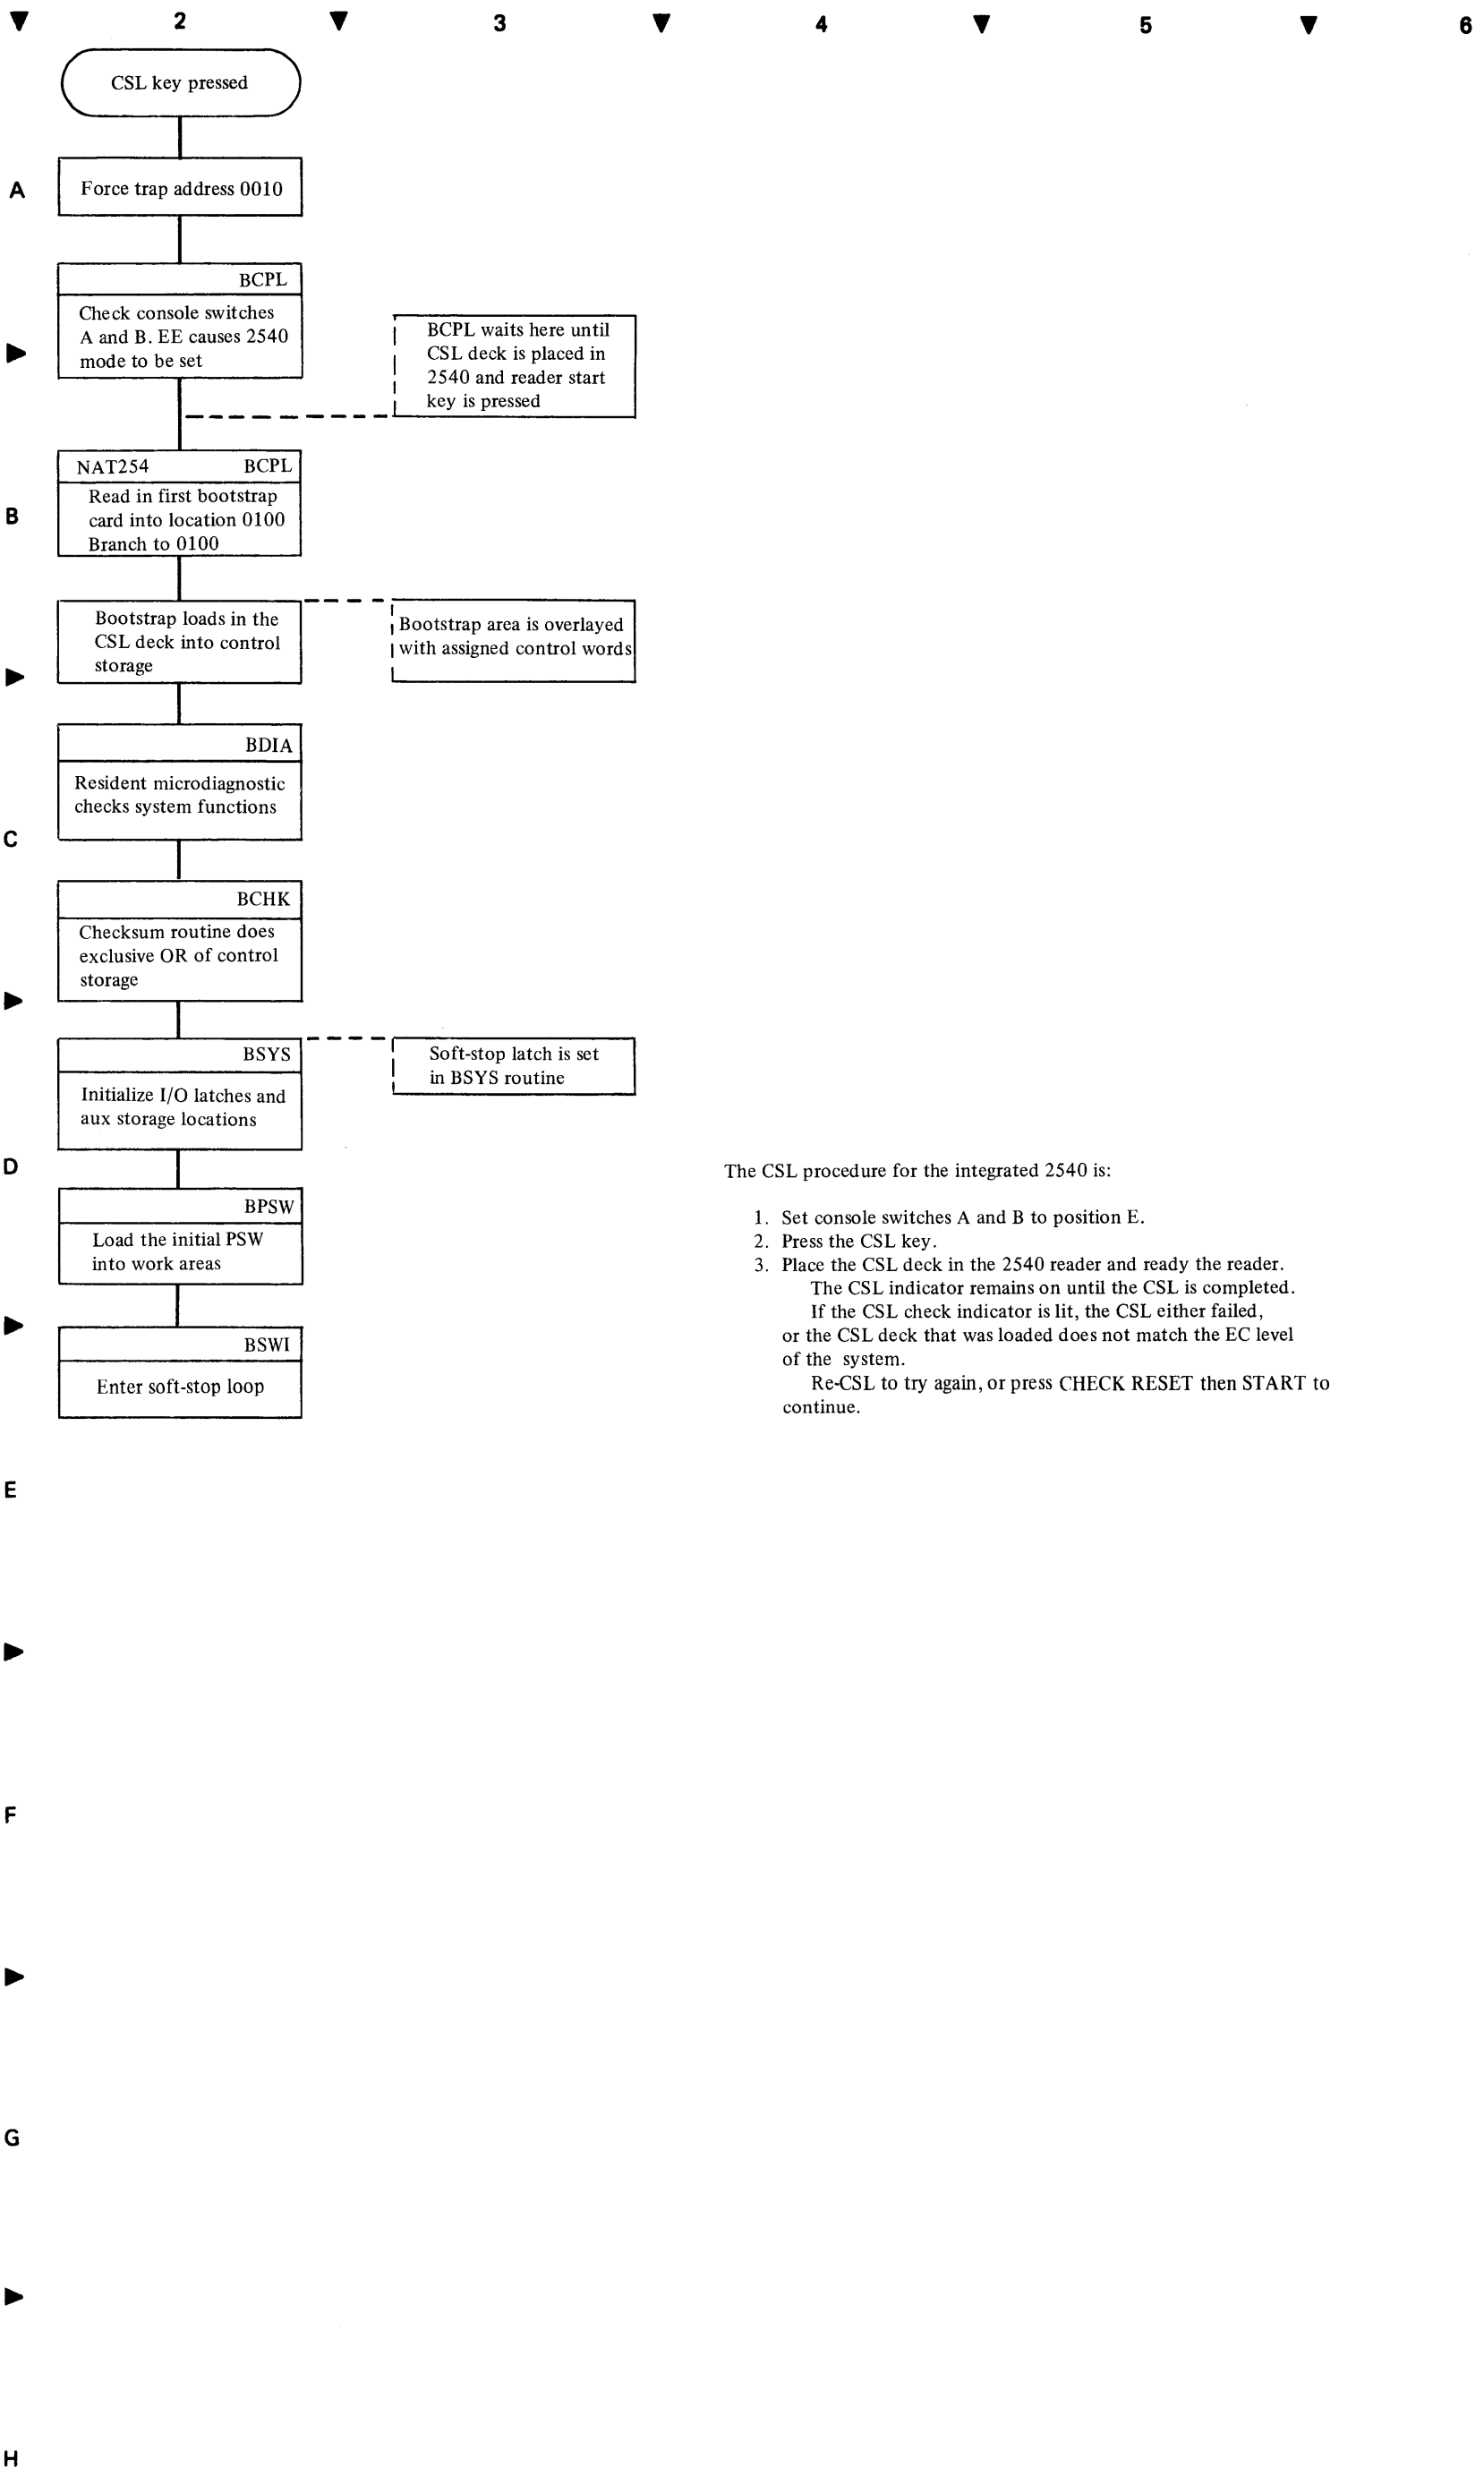 2 3 4 5 6
CSL key pressed
A
Force trap address 0010
BCPL
Check console switches
A and B. EE causes 2540
mode to be set
BCPL waits here until
CSL deck is placed in
2540 and reader start
key is pressed
NAT254 BCPL
B
Read in first bootstrap
card into location 0100
Branch to 0100
Bootstrap loads in the
CSL deck into control
storage
Bootstrap area is overlayed
with assigned control words
BDIA
Resident microdiagnostic
checks system functions
C
BCHK
Checksum routine does
exclusive OR of control
storage
BSYS
Initialize I/O latches and
aux storage locations
Soft-stop latch is set
in BSYS routine
D
BPSW
Load the initial PSW
into work areas
BSWI
Enter soft-stop loop
The CSL procedure for the integrated 2540 is:
1. Set console switches A and B to position E.
2. Press the CSL key.
3. Place the CSL deck in the 2540 reader and ready the reader.
The CSL indicator remains on until the CSL is completed.
If the CSL check indicator is lit, the CSL either failed,
or the CSL deck that was loaded does not match the EC level
of the system.
Re-CSL to try again, or press CHECK RESET then START to
continue.
E
F
G
H